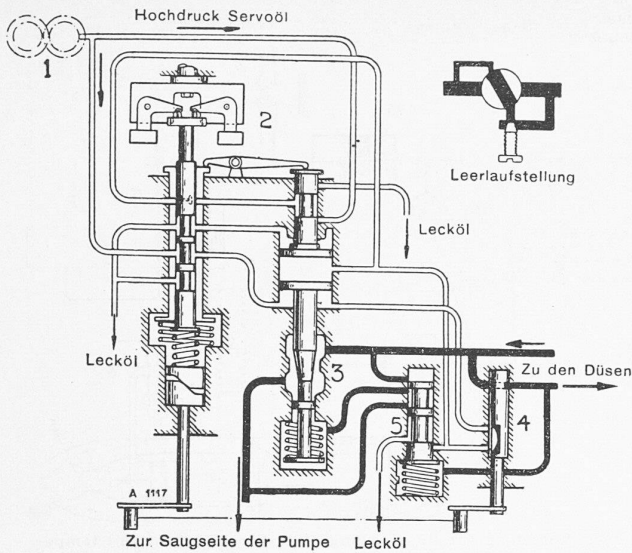 Hochdruck Servoöl
1
2
Leerlaufstellung
Lecköl
Lecköl
3
Zu den Düsen
5
4
A 1117
Zur Saugseite der Pumpe
Lecköl